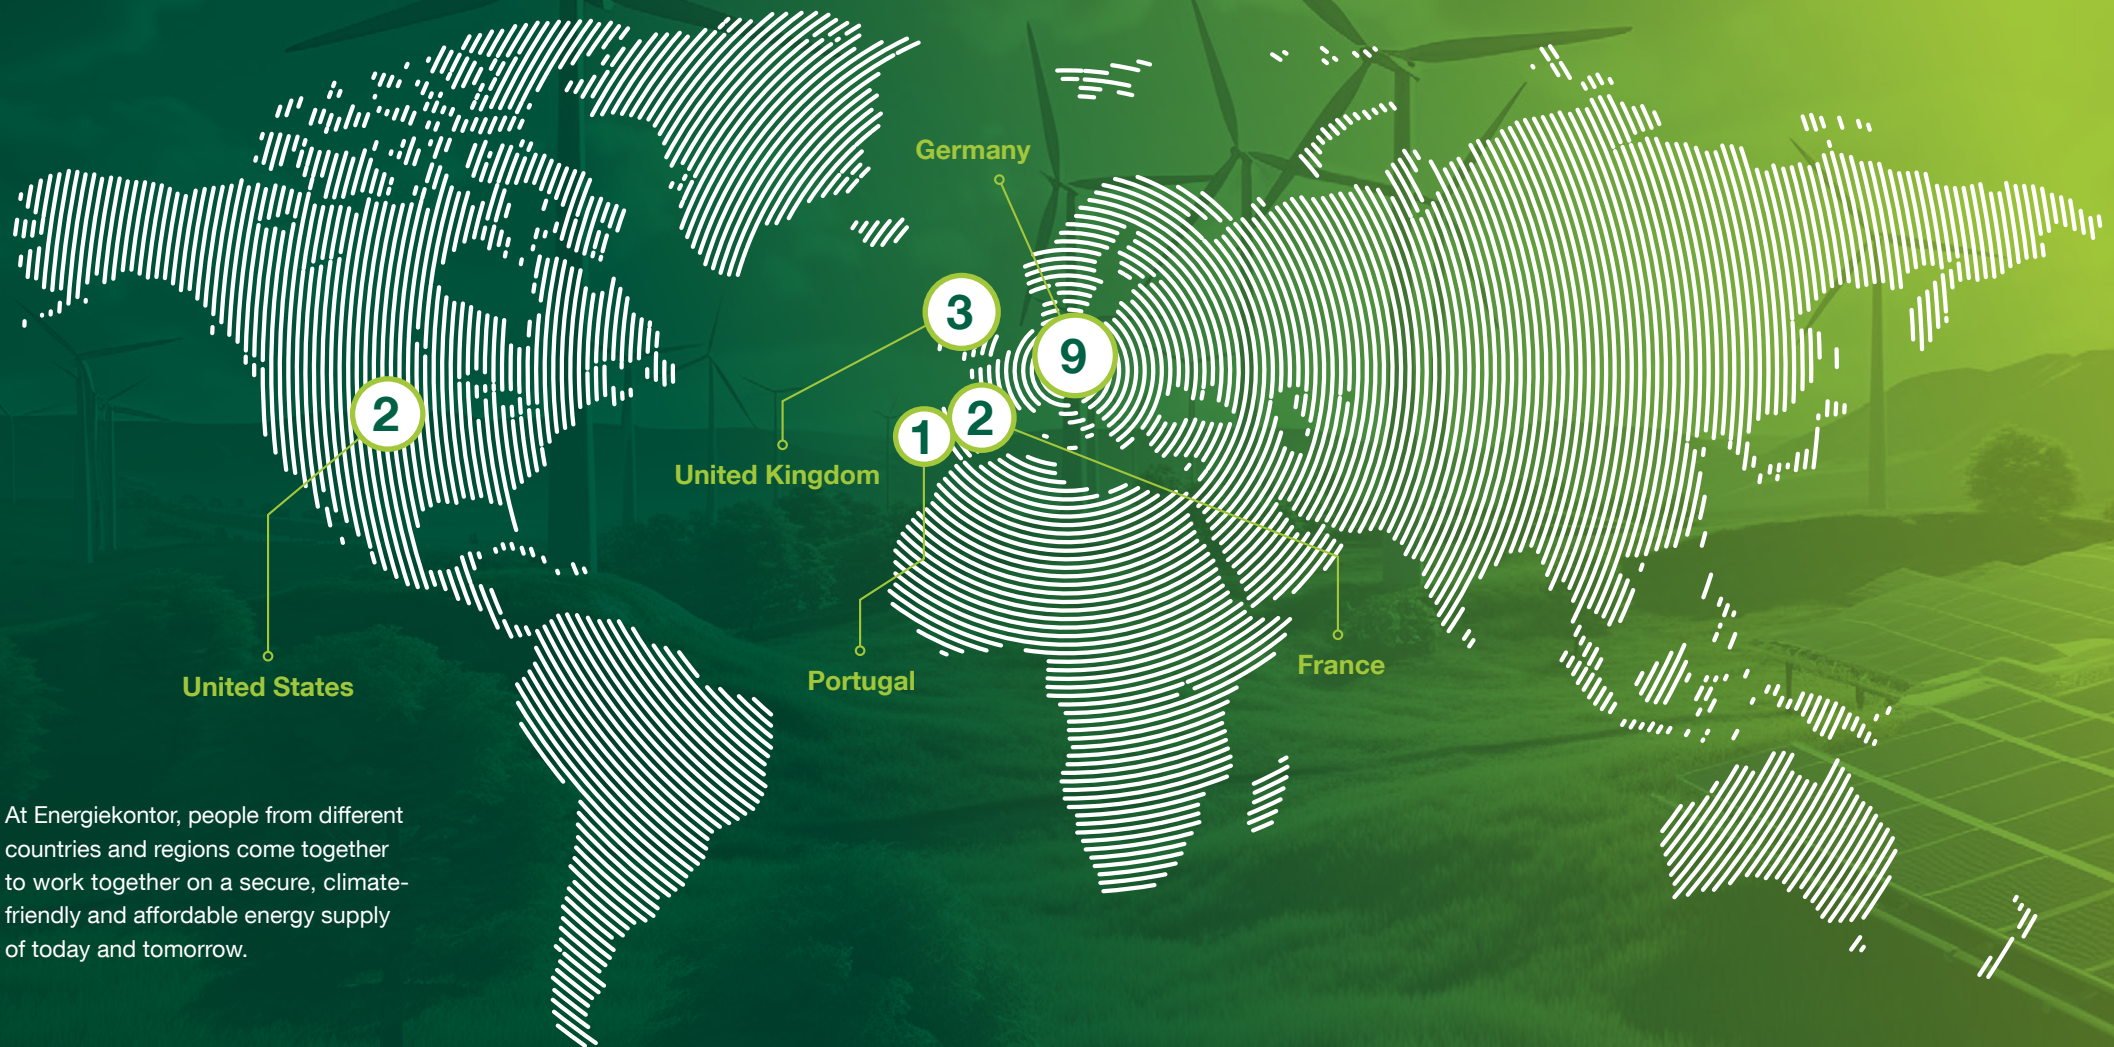 Germany
3
9
2
1
2
United Kingdom
France
Portugal
United States
At Energiekontor, people from different
countries and regions come together
to work together on a secure, climate-
friendly and affordable energy supply
of today and tomorrow.